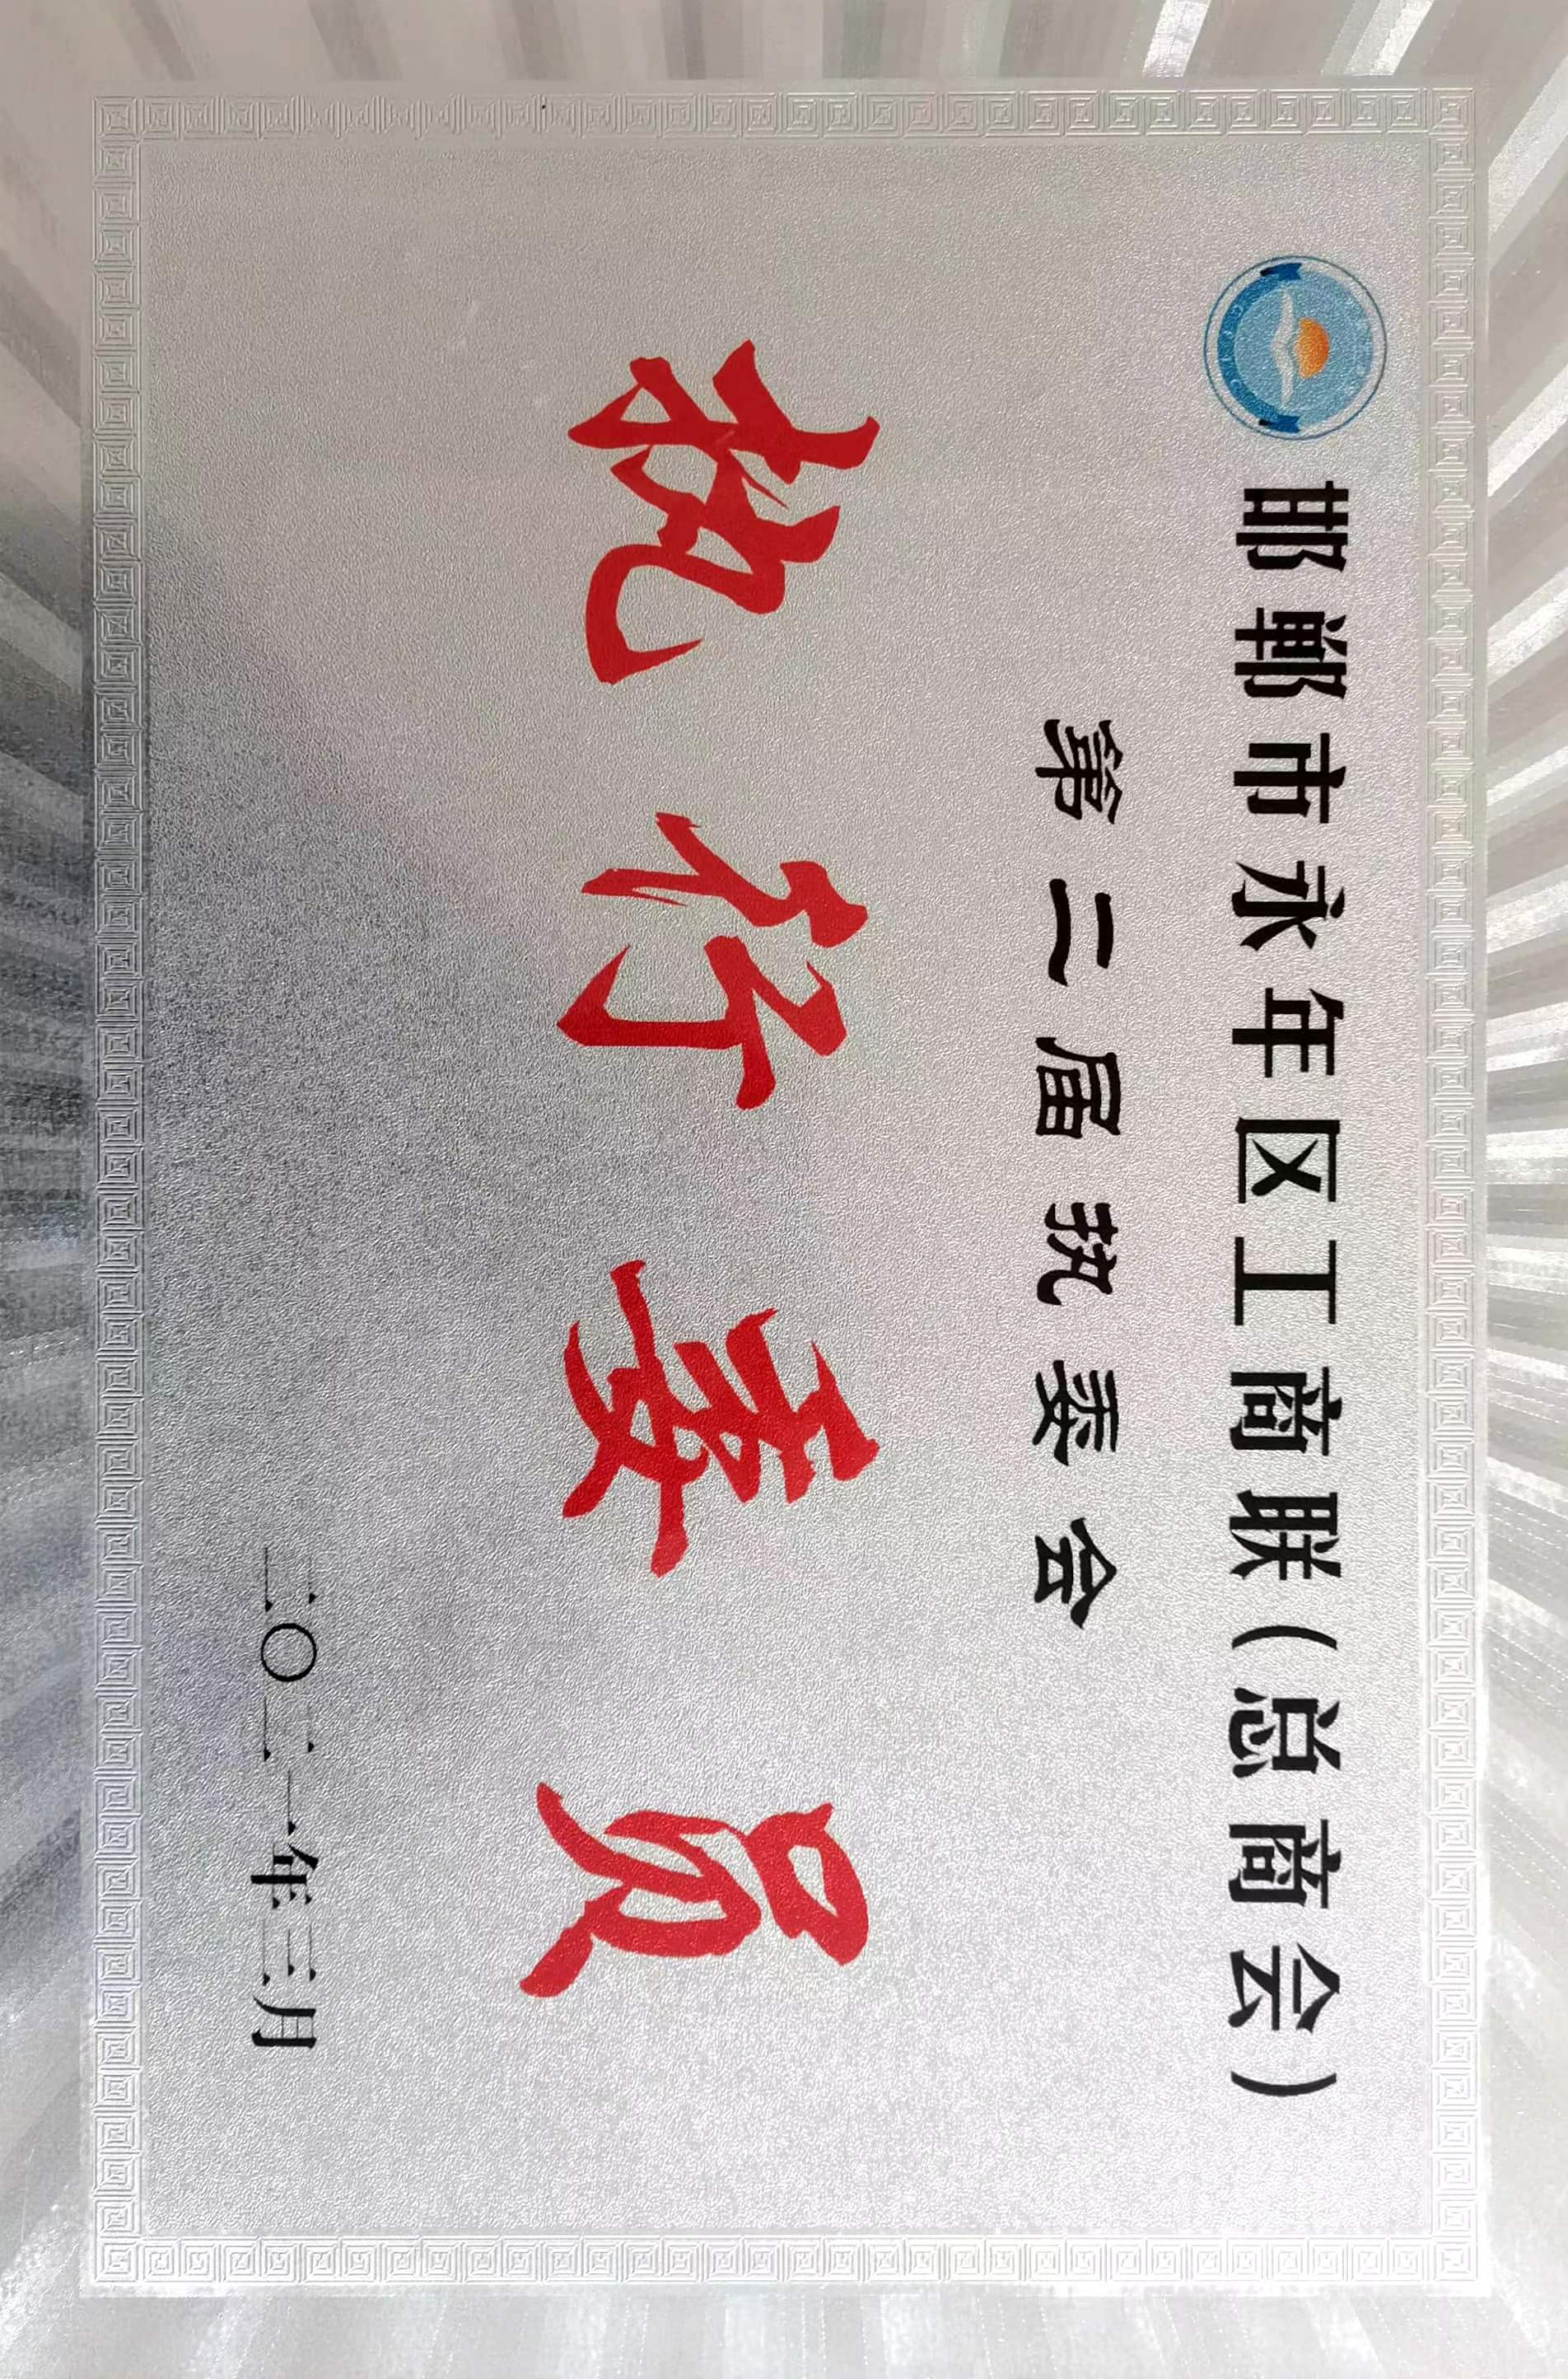 邯郸市永年区工商联（总商会）
第二届执委会
执行委员
二〇二一年三月